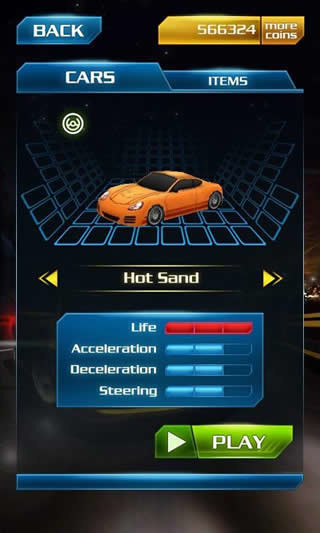 BACK
566324
more
coins
CARS
ITEMS
Hot Sand
Life
Acceleration
Deceleration
Steering
PLAY